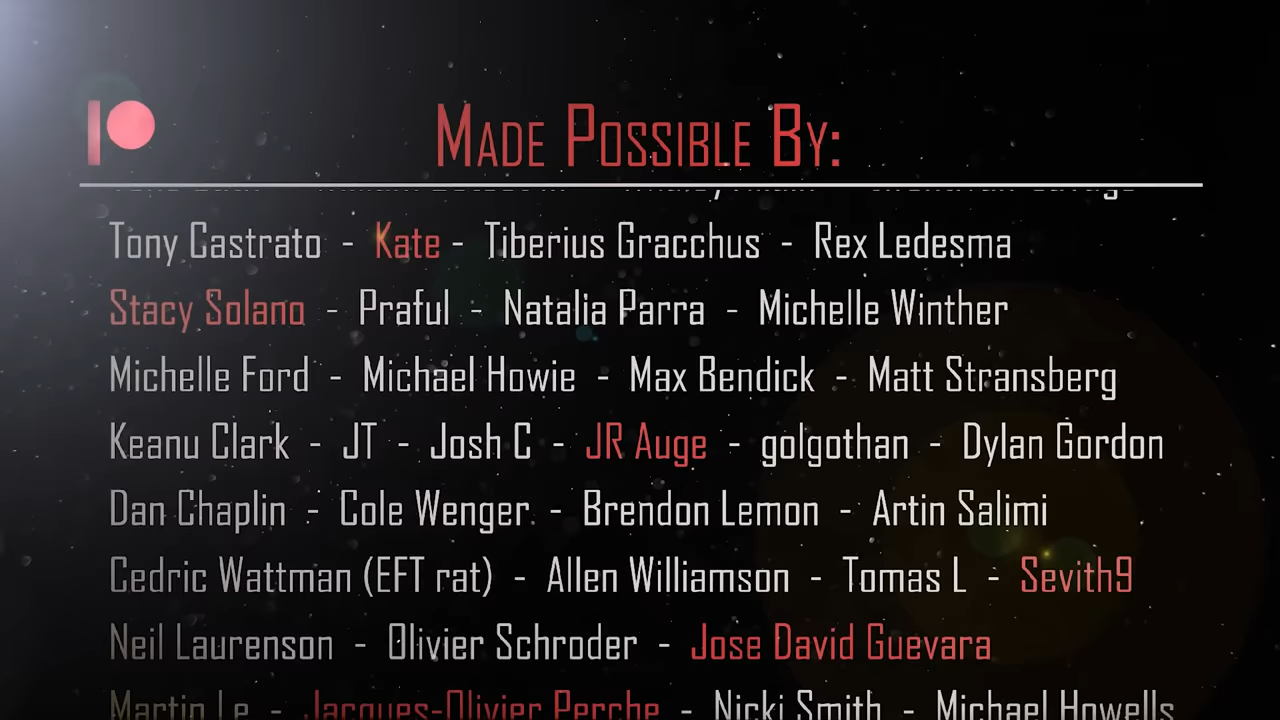 Made Possible By:
Tony Castrato - Kate - Tiberius Gracchus - Rex Ledesma
Stacy Solano - Praful - Natalia Parra - Michelle Winther
Michelle Ford - Michael Howie - Max Bendick - Matt Stransberg
Keanu Clark - JT - Josh C - JR Auge - golgothan - Dylan Gordon
Dan Chaplin - Cole Wenger - Brendon Lemon - Artin Salimi
Cedric Wattman (EFT rat) - Allen Williamson - Tomas L - Sevith9
Neil Laurenson - Olivier Schroder - Jose David Guevara
Martin Le - Jacques-Olivier Perche - Nicki Smith - Michael Howells